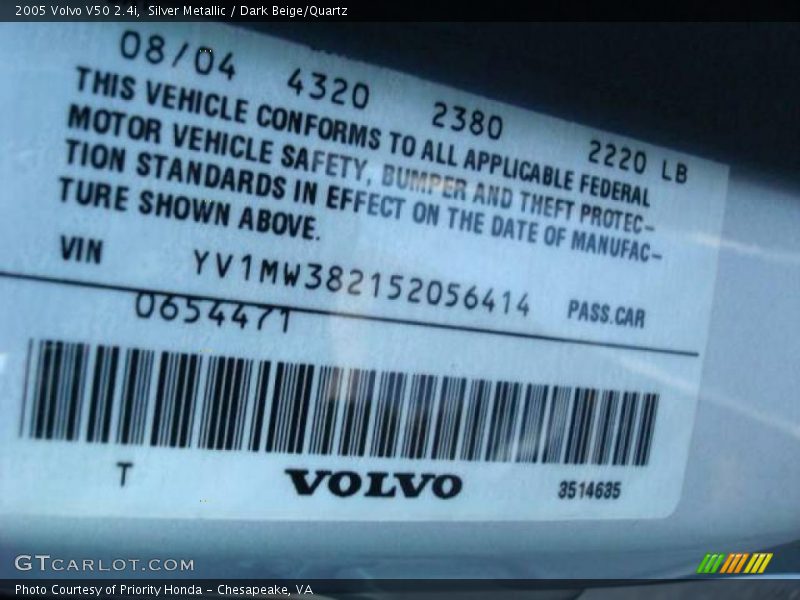 2005 Volvo V50 2.4i, Silver Metallic / Dark Beige/Quartz
08/04 4320 2380 2220 LB
THIS VEHICLE CONFORMS TO ALL APPLICABLE FEDERAL
MOTOR VEHICLE SAFETY, BUMPER AND THEFT PROTEC-
TION STANDARDS IN EFFECT ON THE DATE OF MANUFAC-
TURE SHOWN ABOVE.
VIN YV1MW382152056414 PASS.CAR
0654471
T VOLVO 3514635
GTCARLOT.COM
Photo Courtesy of Priority Honda - Chesapeake, VA